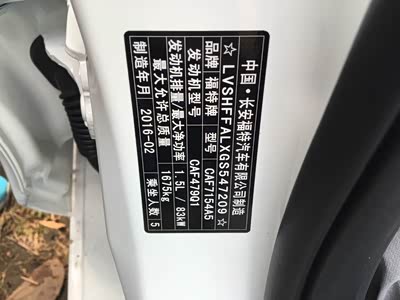 中国·长安福特汽车有限公司制造
☆LVSHFFALXGS547209☆
品牌 福特牌 型号 CAF7154A5
发动机型号 CAF479Q1
发动机排量/最大净功率 1.5L / 83kW
最大允许总质量 1675kg
制造年月 2016-02 乘坐人数 5